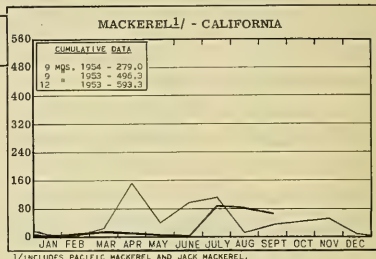 MACKEREL1/ - CALIFORNIA
560
CUMULATIVE DATA
9 MOS. 1954 - 279.0
9 " 1953 - 496.3
12 " 1953 - 593.3
480
400
320
240
160
80
0
JAN FEB MAR APR MAY JUNE JULY AUG SEPT OCT NOV DEC
1/INCLUDES PACIFIC MACKEREL AND JACK MACKEREL.